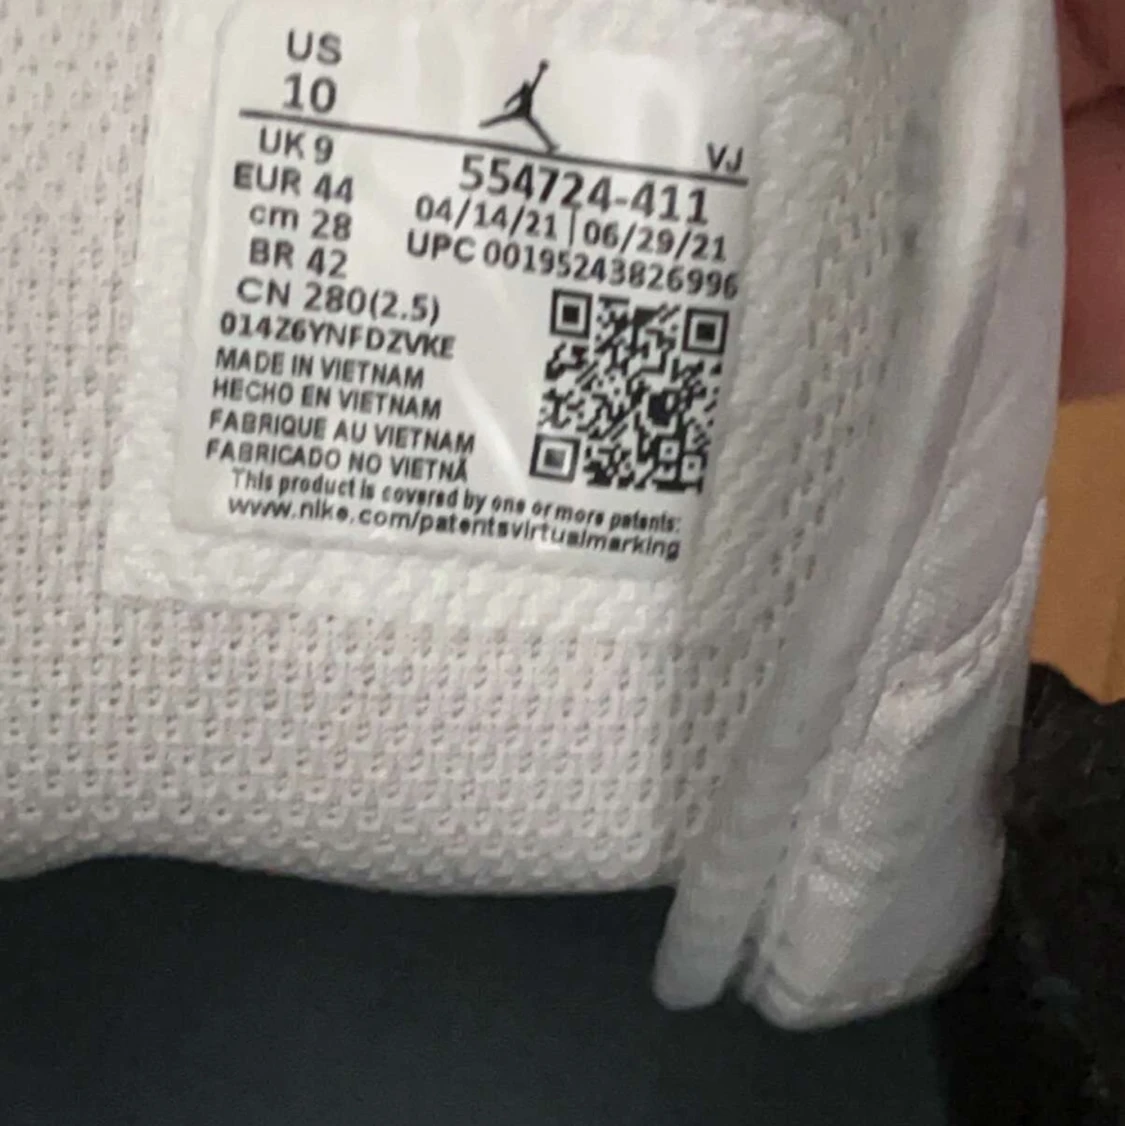 US
10
VJ
UK 9
EUR 44
cm 28
BR 42
CN 280(2.5)
554724-411
04/14/21|06/29/21
UPC 00195243826996
014Z6YNFDZVKE
MADE IN VIETNAM
HECHO EN VIETNAM
FABRIQUE AU VIETNAM
FABRICADO NO VIETNÃ
This product is covered by one or more patents:
www.nike.com/patentsvirtualmarking